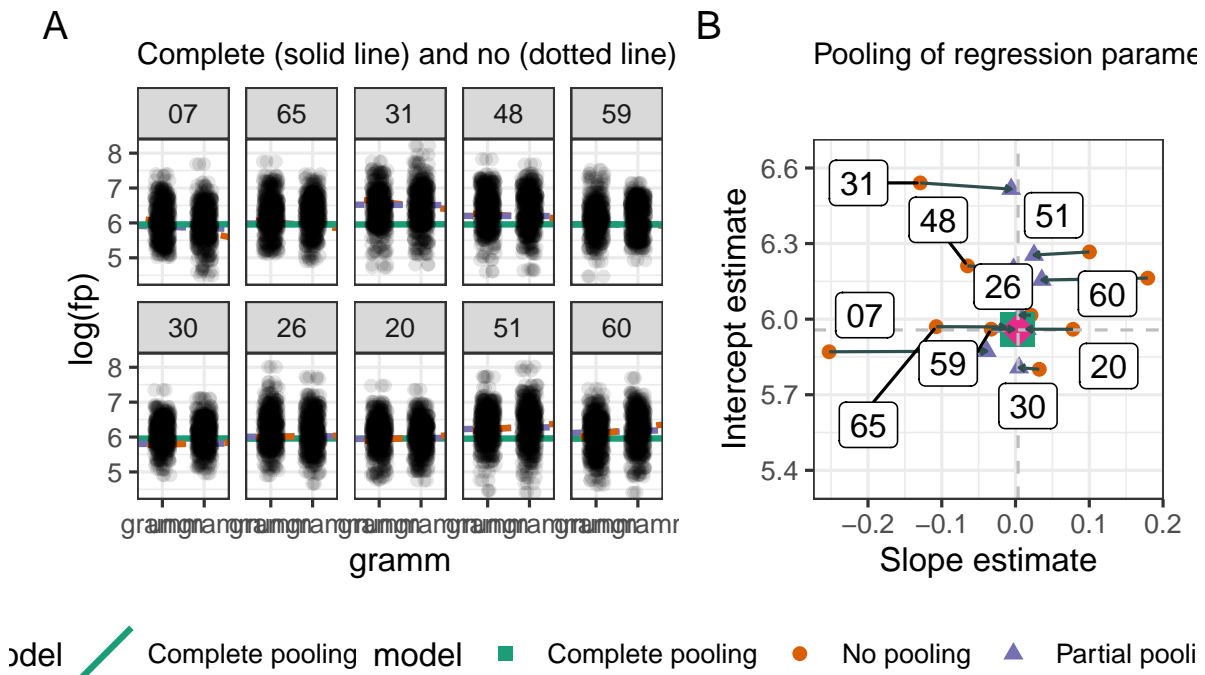 A
Complete (solid line) and no (dotted line)
07 65 31 48 59
8
7
6
5
30 26 20 51 60
8
7
6
5
log(fp)
gramm
B
Pooling of regression parame
6.6
6.3
6.0
5.7
5.4
Intercept estimate
31
48
51
26
60
07
59
20
65
30
−0.2 −0.1 0.0 0.1 0.2
Slope estimate
odel Complete pooling
model Complete pooling No pooling Partial pooli